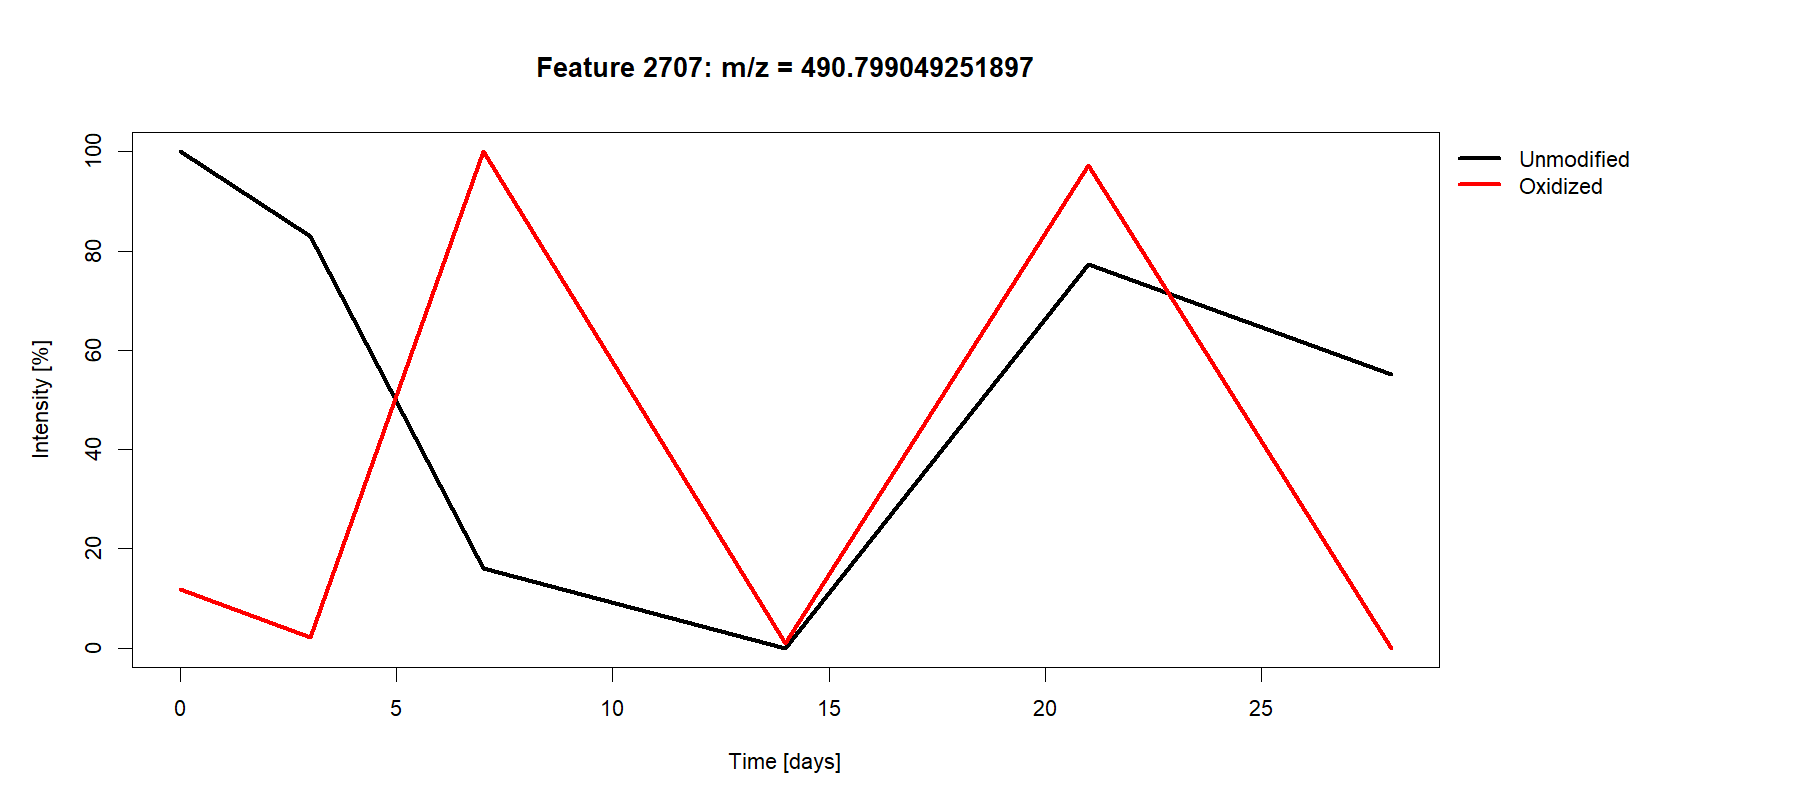 Feature 2707: m/z = 490.799049251897
Unmodified
Oxidized
Intensity [%]
100
80
60
40
20
0
0 5 10 15 20 25
Time [days]